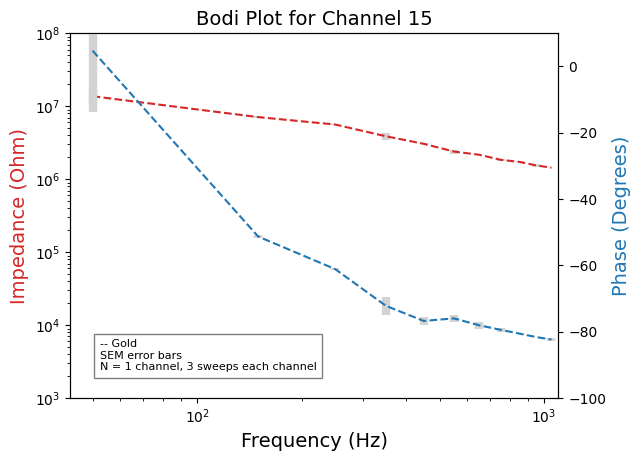 Bodi Plot for Channel 15
Impedance (Ohm)
10^8
10^7
10^6
10^5
10^4
10^3
0
−20
−40
−60
−80
−100
Phase (Degrees)
-- Gold
SEM error bars
N = 1 channel, 3 sweeps each channel
10^2
10^3
Frequency (Hz)